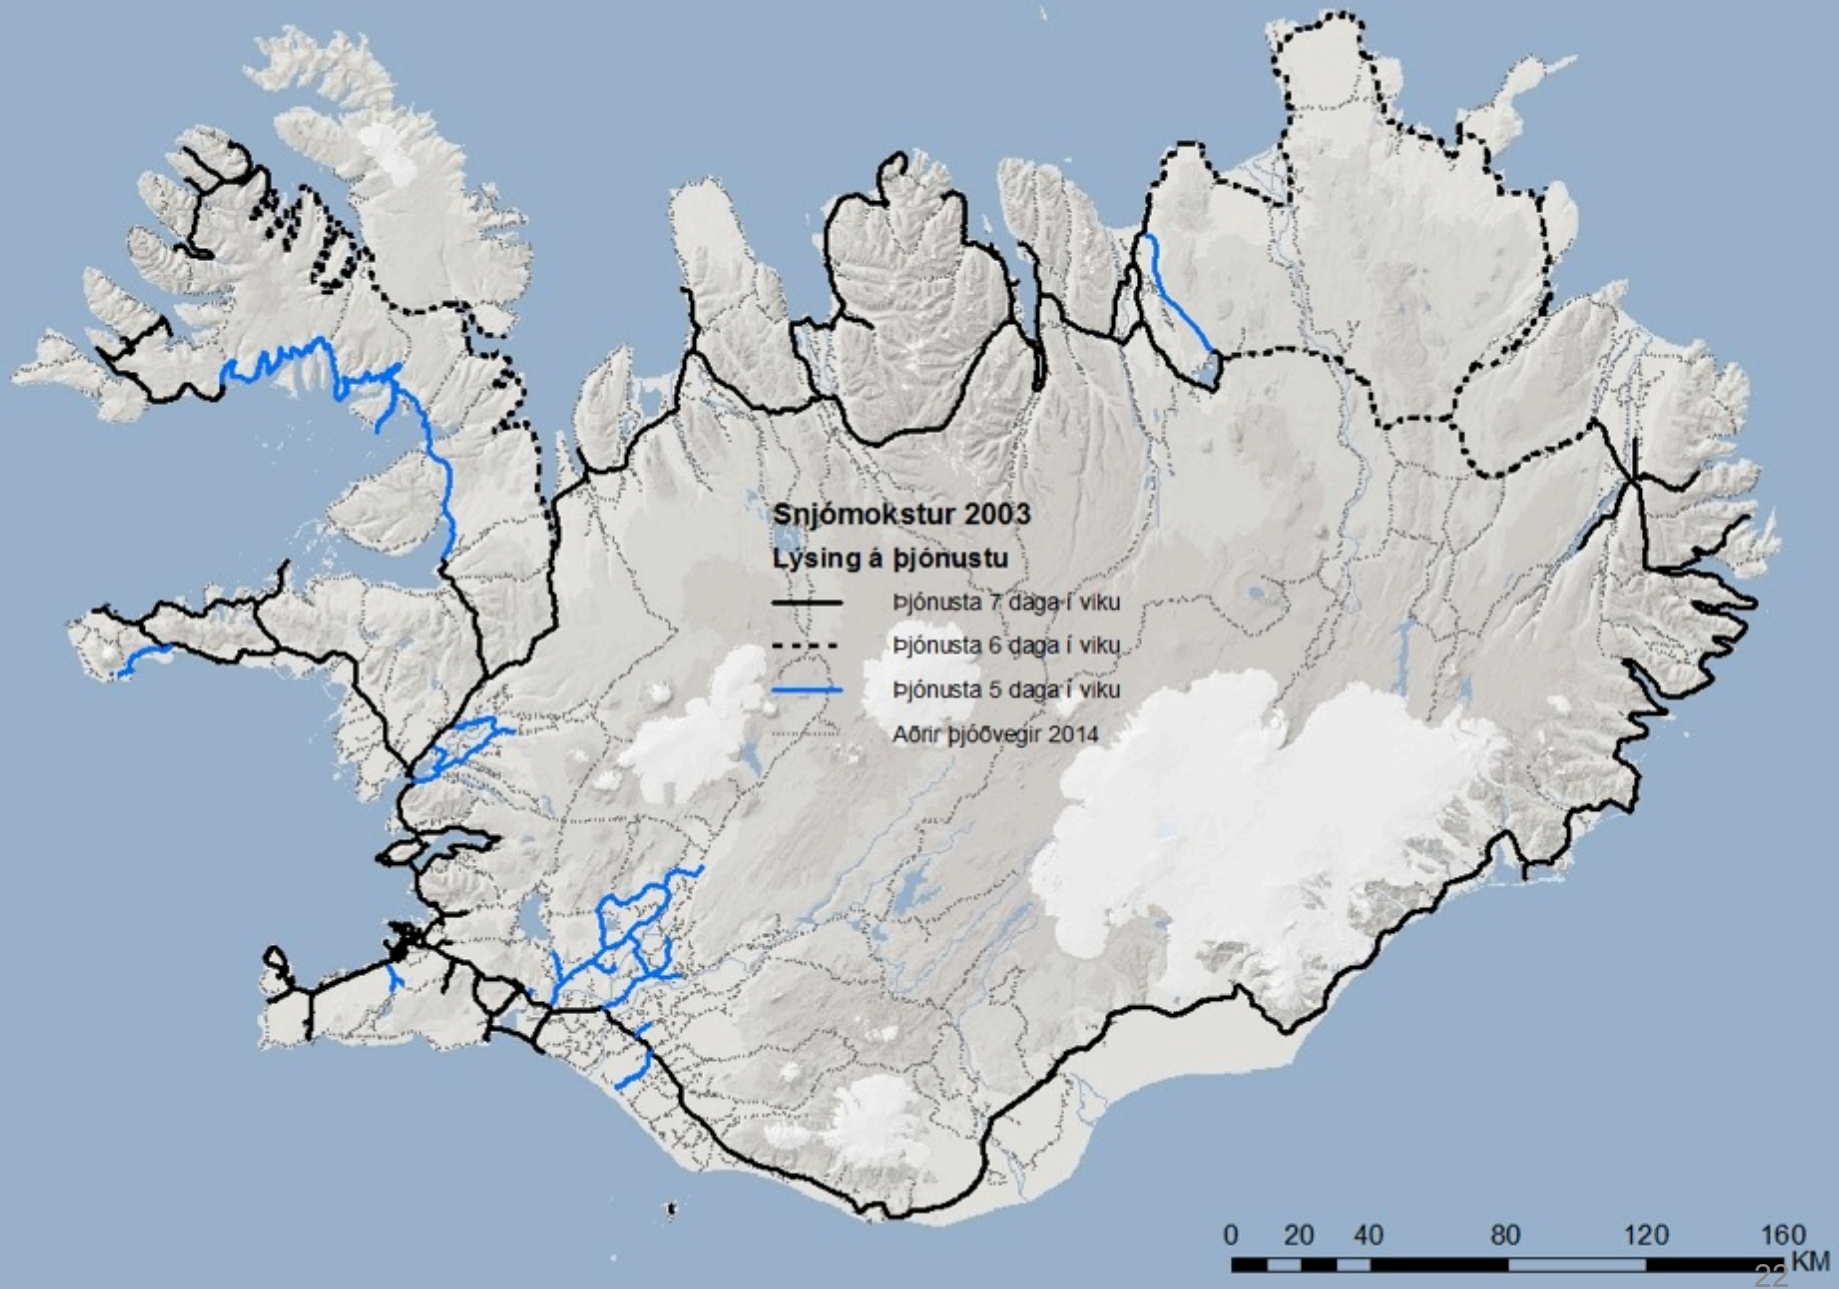 Snjómokstur 2003
Lýsing á þjónustu
Þjónusta 7 daga í viku
Þjónusta 6 daga í viku
Þjónusta 5 daga í viku
Aðrir þjóðvegir 2014
0 20 40 80 120 160
KM
22